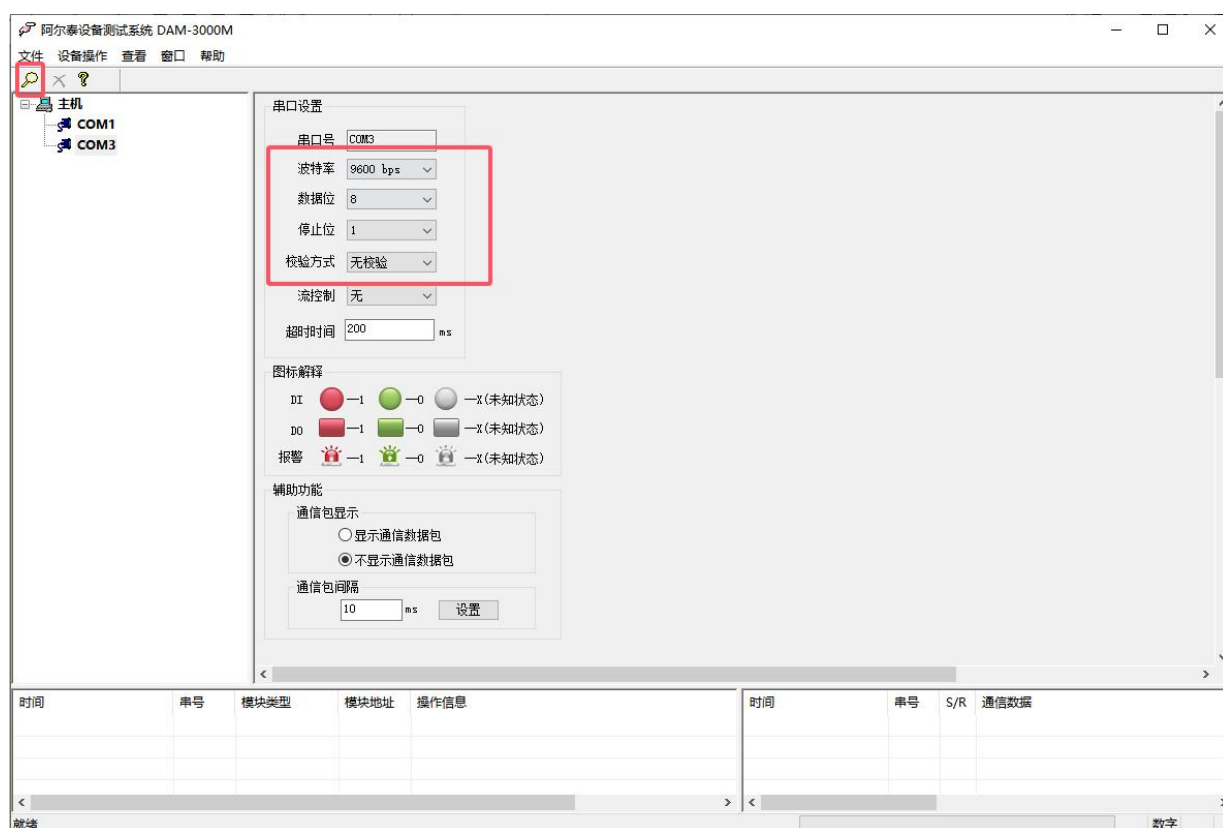 阿尔泰设备测试系统 DAM-3000M
文件 设备操作 查看 窗口 帮助
主机
COM1
COM3
串口设置
串口号 COM3
波特率 9600 bps
数据位 8
停止位 1
校验方式 无校验
流控制 无
超时时间 200 ms
图标解释
DI —1 —0 —X(未知状态)
DO —1 —0 —X(未知状态)
报警 —1 —0 —X(未知状态)
辅助功能
通信包显示
显示通信数据包
不显示通信数据包
通信包间隔
10 ms 设置
时间 串号 模块类型 模块地址 操作信息
时间 串号 S/R 通信数据
就绪 数字